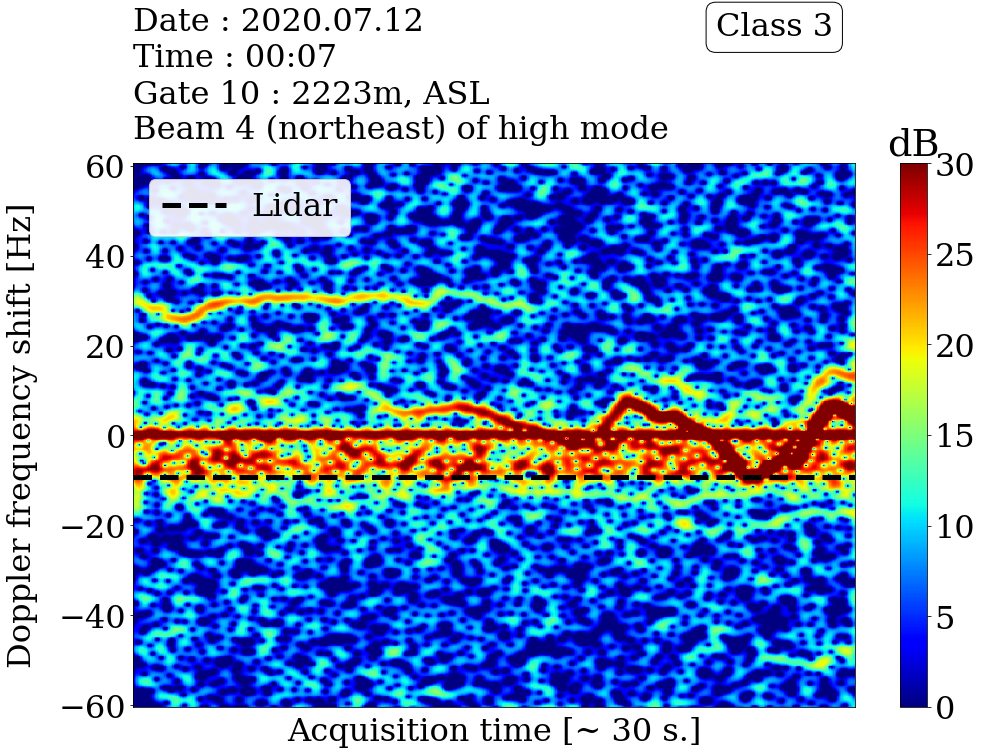 Date : 2020.07.12
Time : 00:07
Gate 10 : 2223m, ASL
Beam 4 (northeast) of high mode
Class 3
dB
Lidar
Doppler frequency shift [Hz]
60
40
20
0
−20
−40
−60
30
25
20
15
10
5
0
Acquisition time [~ 30 s.]